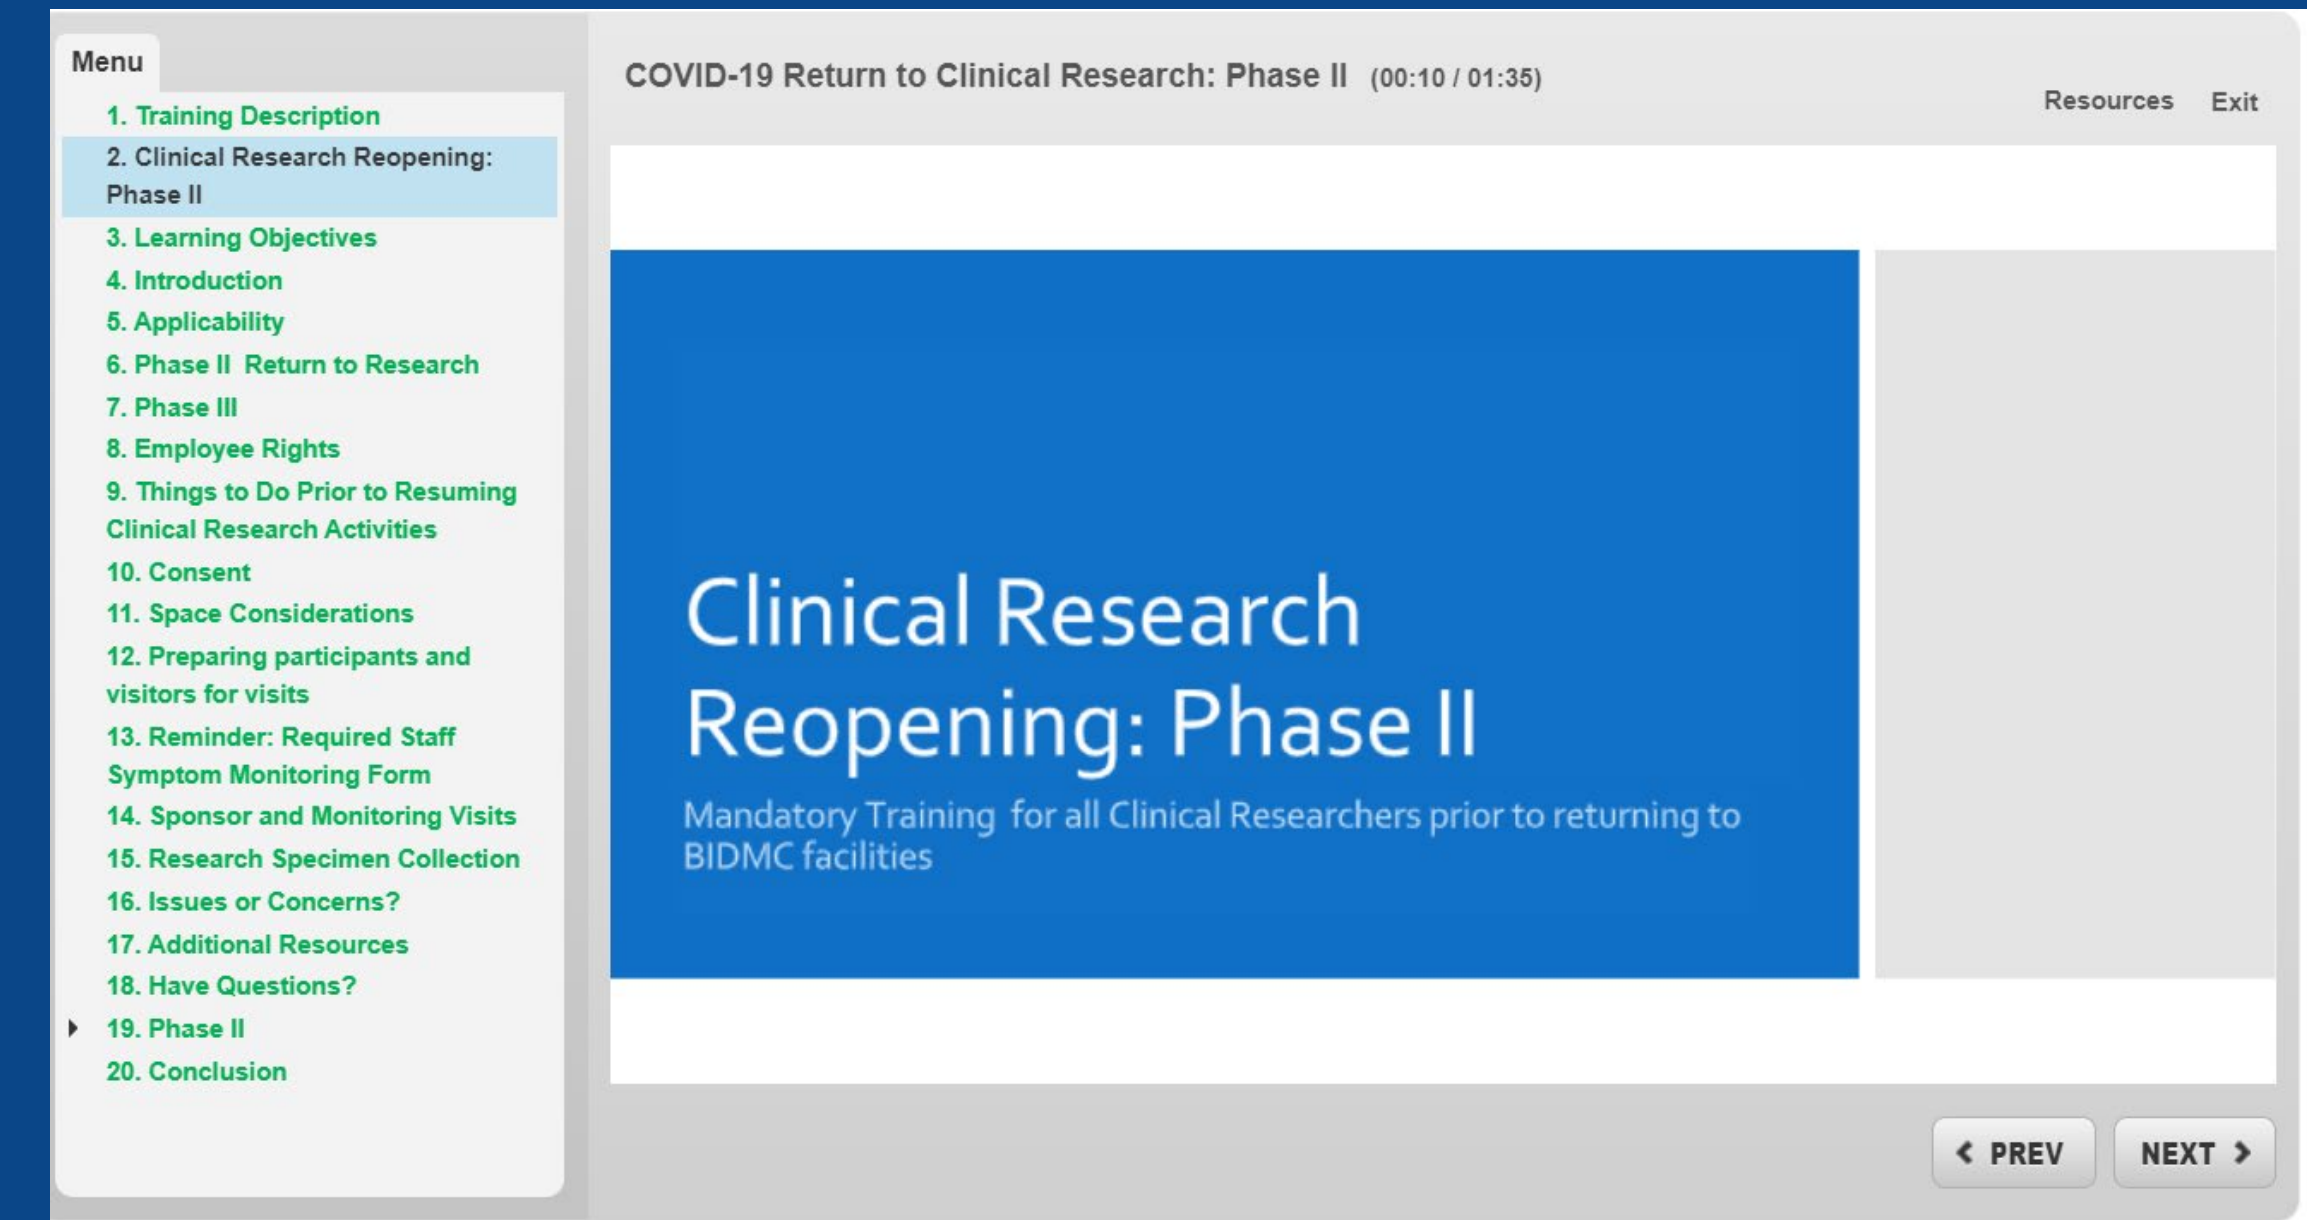 Menu
1. Training Description
2. Clinical Research Reopening:
Phase II
3. Learning Objectives
4. Introduction
5. Applicability
6. Phase II  Return to Research
7. Phase III
8. Employee Rights
9. Things to Do Prior to Resuming
Clinical Research Activities
10. Consent
11. Space Considerations
12. Preparing participants and
visitors for visits
13. Reminder: Required Staff
Symptom Monitoring Form
14. Sponsor and Monitoring Visits
15. Research Specimen Collection
16. Issues or Concerns?
17. Additional Resources
18. Have Questions?
19. Phase II
20. Conclusion
COVID-19 Return to Clinical Research: Phase II (00:10 / 01:35)
Resources Exit
Clinical Research
Reopening: Phase II
Mandatory Training  for all Clinical Researchers prior to returning to
BIDMC facilities
PREV NEXT